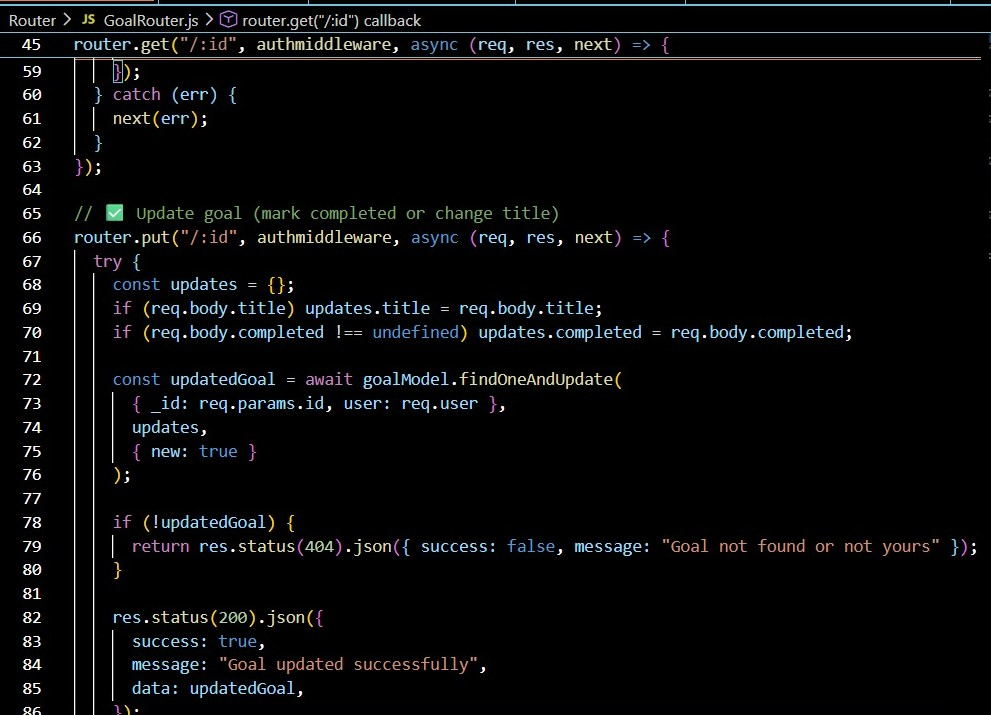 Router > JS GoalRouter.js > router.get("/:id") callback
45 router.get("/:id", authmiddleware, async (req, res, next) => {
59 });
60 } catch (err) {
61 next(err);
62 }
63 });
64
65 // ✅ Update goal (mark completed or change title)
66 router.put("/:id", authmiddleware, async (req, res, next) => {
67 try {
68 const updates = {};
69 if (req.body.title) updates.title = req.body.title;
70 if (req.body.completed !== undefined) updates.completed = req.body.completed;
71
72 const updatedGoal = await goalModel.findOneAndUpdate(
73 { _id: req.params.id, user: req.user },
74 updates,
75 { new: true }
76 );
77
78 if (!updatedGoal) {
79 return res.status(404).json({ success: false, message: "Goal not found or not yours" });
80 }
81
82 res.status(200).json({
83 success: true,
84 message: "Goal updated successfully",
85 data: updatedGoal,
86 });